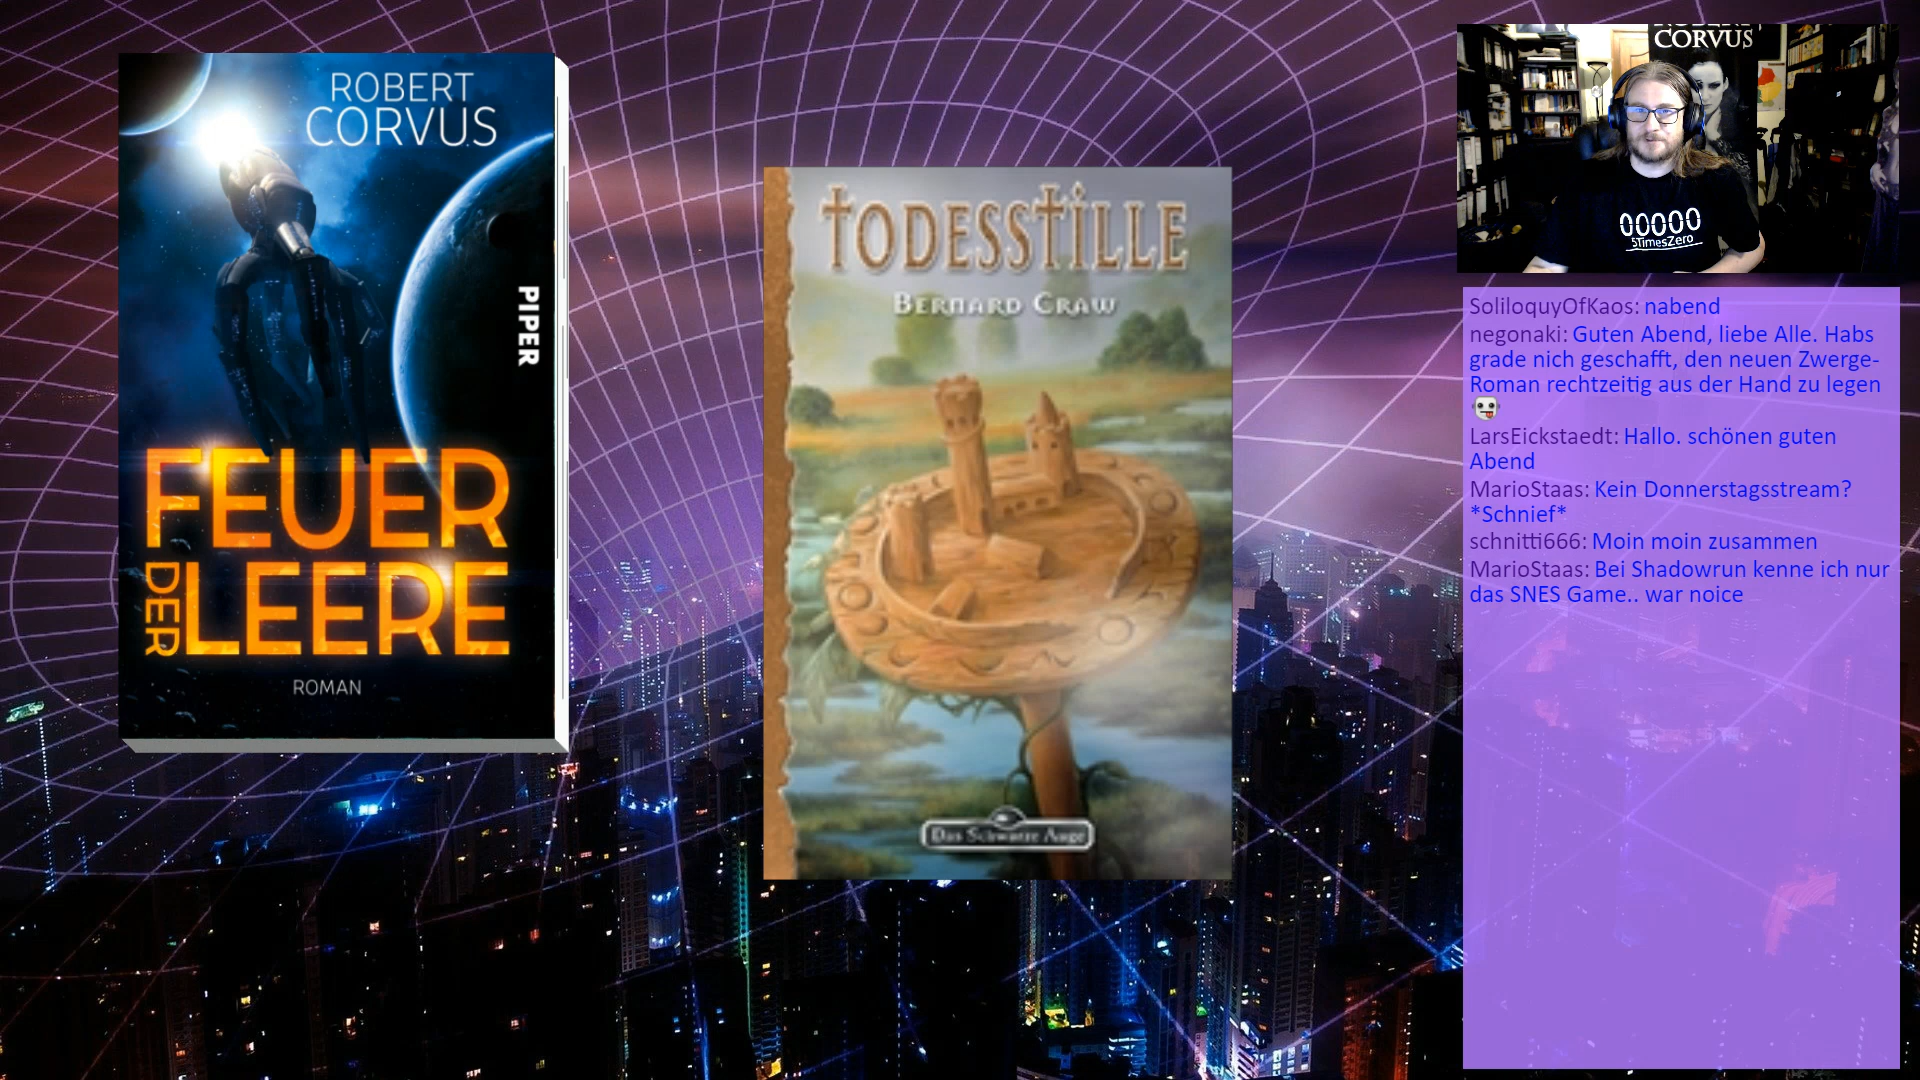 ROBERT
CORVUS
PIPER
FEUER
DER
LEERE
ROMAN
TODESSTILLE
BERNARD CRAW
Das Schwarze Auge
CORVUS
00000
5TimesZero
SoliloquyOfKaos: nabend
negonaki: Guten Abend, liebe Alle. Habs
grade nich geschafft, den neuen Zwerge-
Roman rechtzeitig aus der Hand zu legen
LarsEickstaedt: Hallo. schönen guten
Abend
MarioStaas: Kein Donnerstagsstream?
*Schnief*
schnitti666: Moin moin zusammen
MarioStaas: Bei Shadowrun kenne ich nur
das SNES Game.. war noice